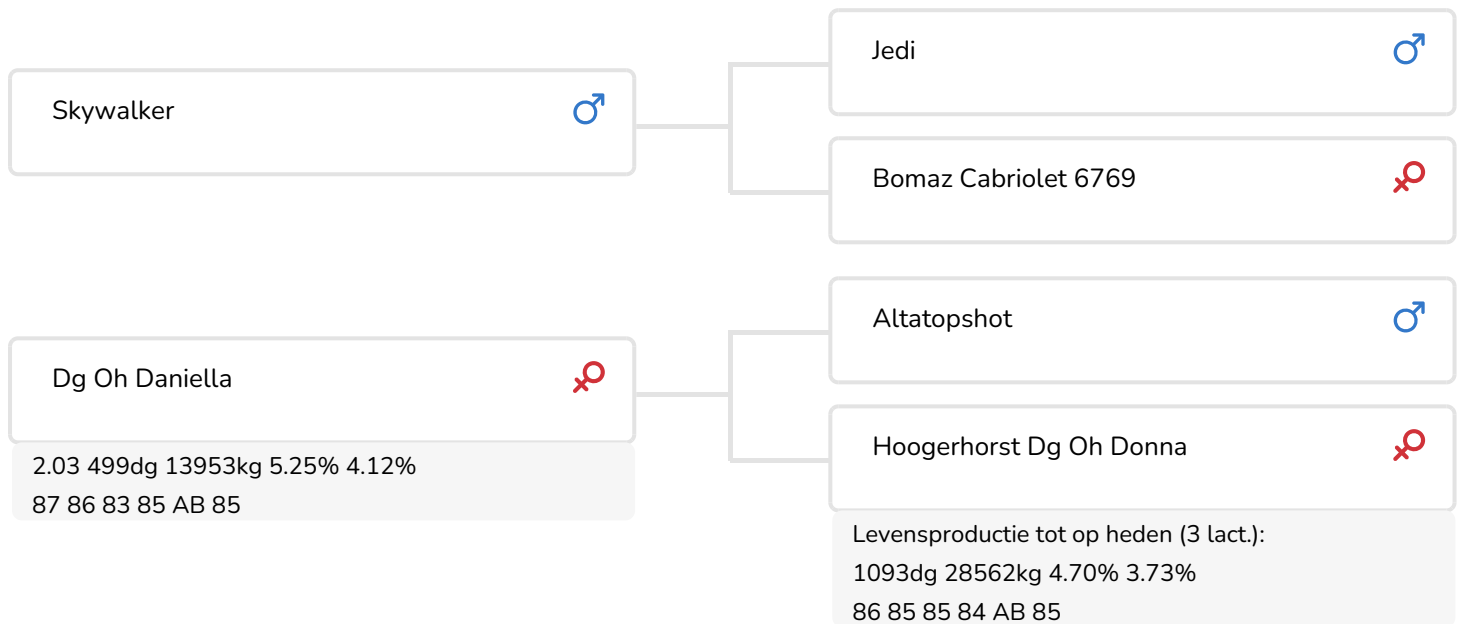 Skywalker
Jedi
Bomaz Cabriolet 6769
Dg Oh Daniella
2.03 499dg 13953kg 5.25% 4.12%
87 86 83 85 AB 85
Altatopshot
Hoogerhorst Dg Oh Donna
Levensproductie tot op heden (3 lact.):
1093dg 28562kg 4.70% 3.73%
86 85 85 84 AB 85